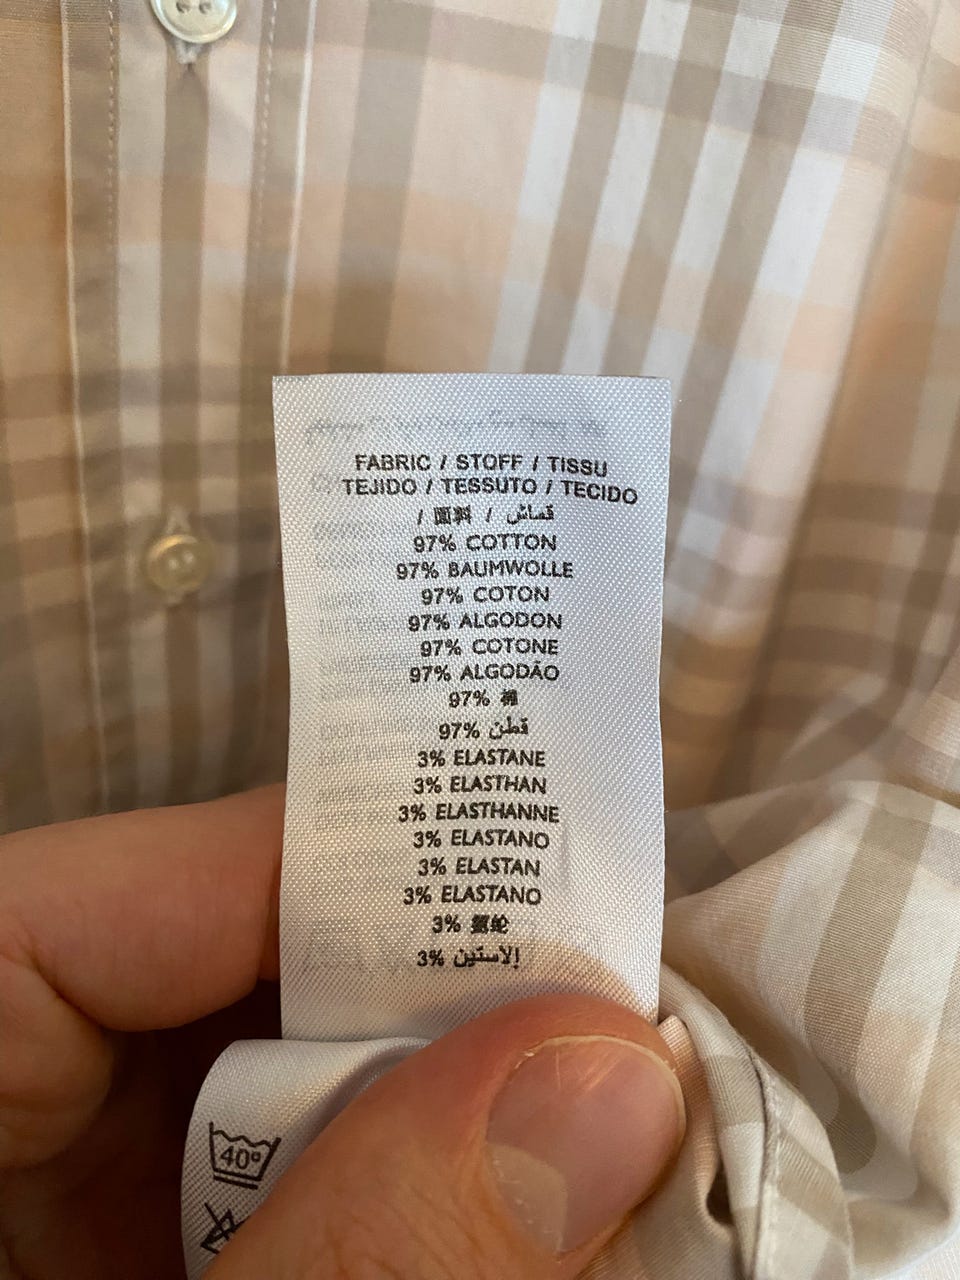 FABRIC / STOFF / TISSU
TEJIDO / TESSUTO / TECIDO
/ 面料 / قماش
97% COTTON
97% BAUMWOLLE
97% COTON
97% ALGODON
97% COTONE
97% ALGODÃO
97% 棉
97% قطن
3% ELASTANE
3% ELASTHAN
3% ELASTHANNE
3% ELASTANO
3% ELASTAN
3% ELASTANO
3% 氨纶
3% إلاستين
40°